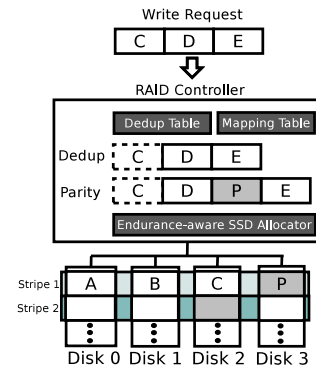 Write Request
C D E
RAID Controller
Dedup Table Mapping Table
Dedup C D E
Parity C D P E
Endurance-aware SSD Allocator
Stripe 1 A B C P
Stripe 2
Disk 0 Disk 1 Disk 2 Disk 3